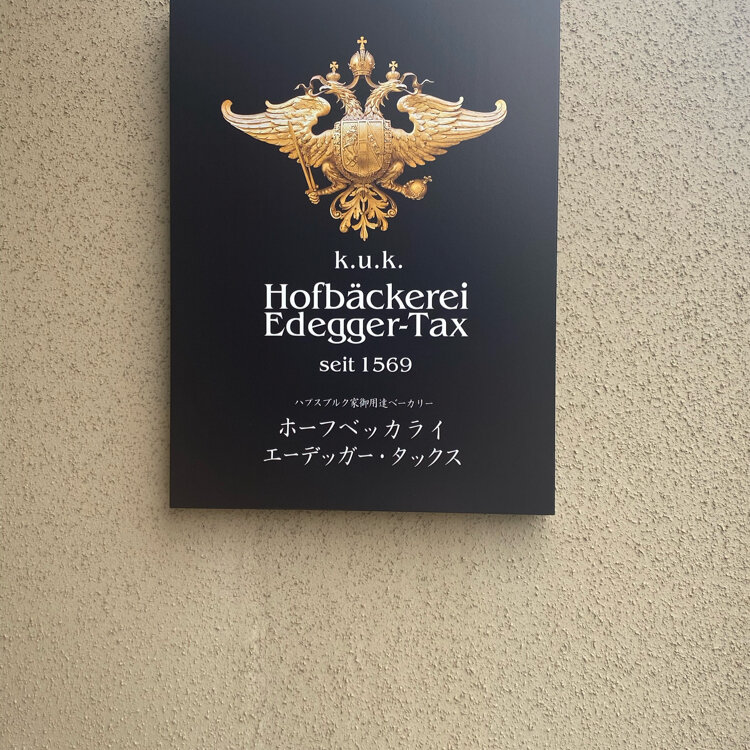 k.u.k.
Hofbäckerei
Edegger-Tax
seit 1569
ハプスブルク家御用達ベーカリー
ホーフベッカライ
エーデッガー・タックス